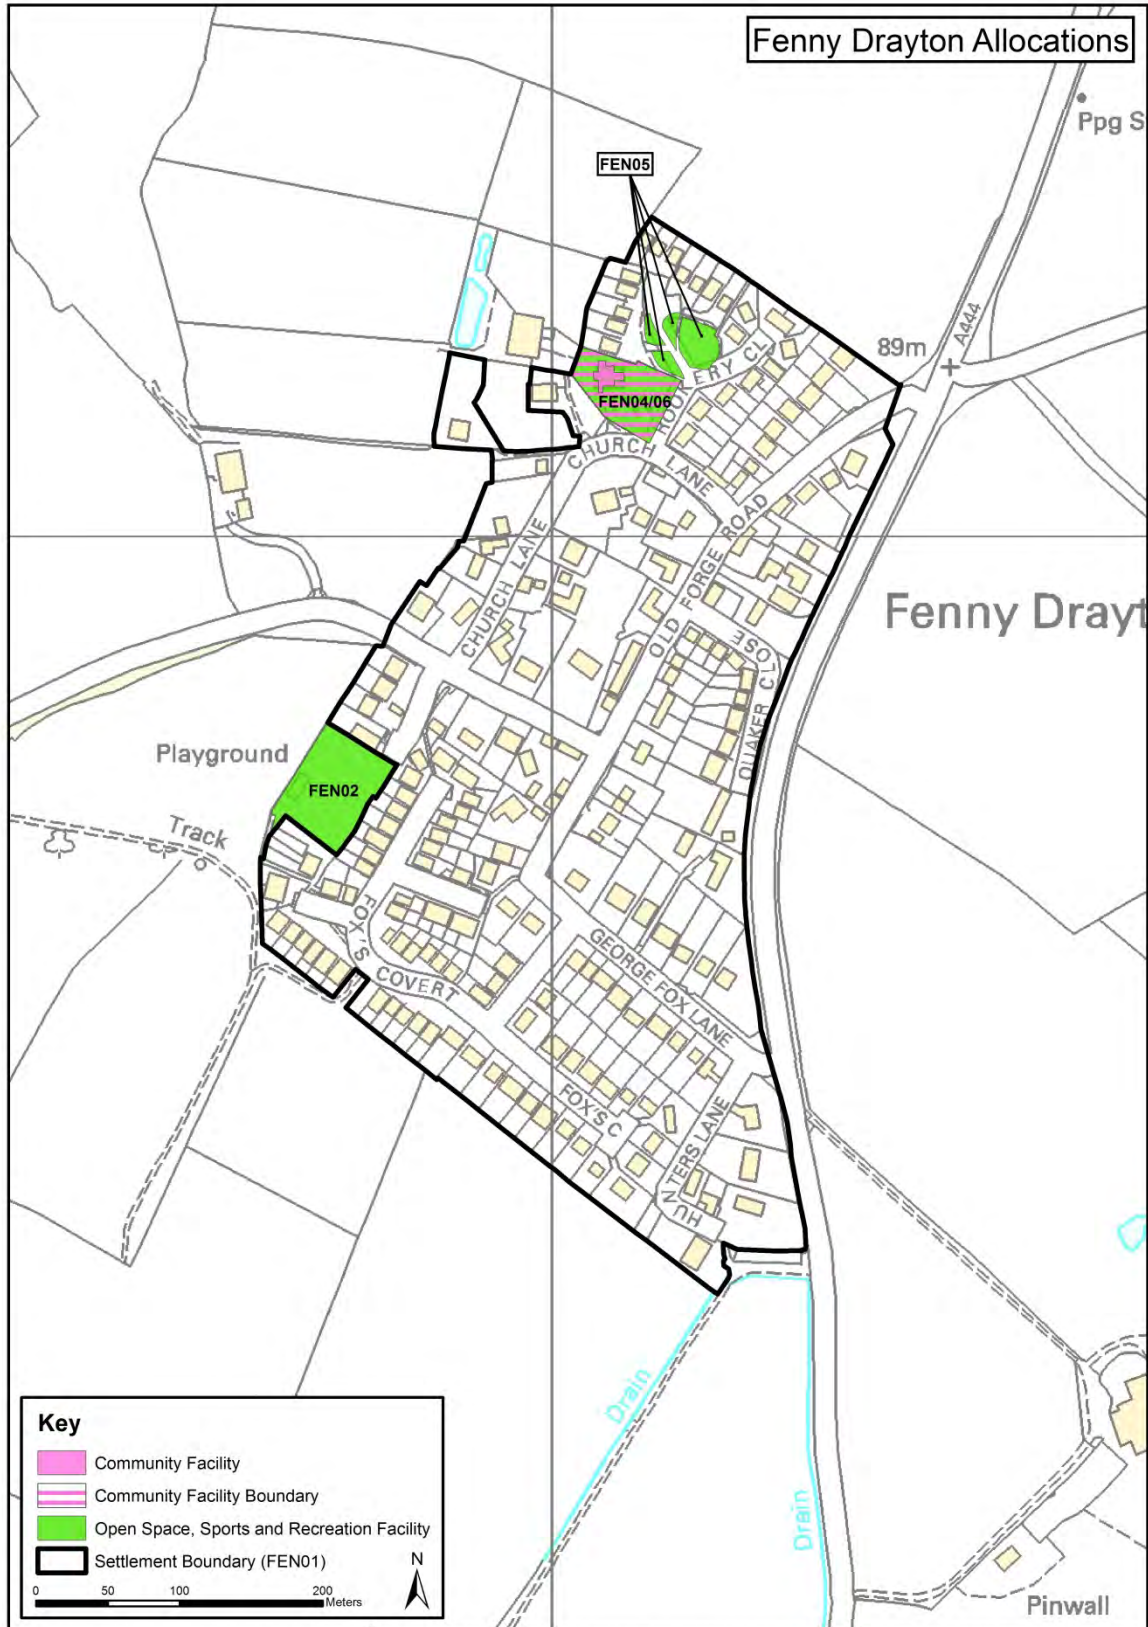 Fenny Drayton Allocations
Ppg S
FEN05
A444
89m
ROOKERY CL
FEN04/06
CHURCH LANE
CHURCH LANE
OLD FORGE ROAD
Fenny Drayt
QUAKER CLOSE
Playground
FEN02
Track
FOX'S COVERT
GEORGE FOX LANE
FOX'S C
HUNTERS LANE
Drain
Drain
Pinwall
Key
Community Facility
Community Facility Boundary
Open Space, Sports and Recreation Facility
Settlement Boundary (FEN01)
N
0 50 100 200
Meters